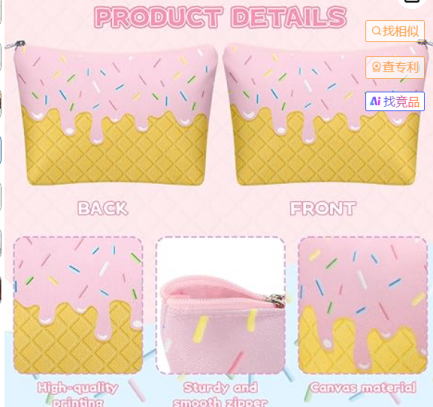 PRODUCT DETAILS
找相似
查专利
Ai 找竞品
BACK
FRONT
High-quality
printing
Sturdy and
smooth zipper
Canvas material